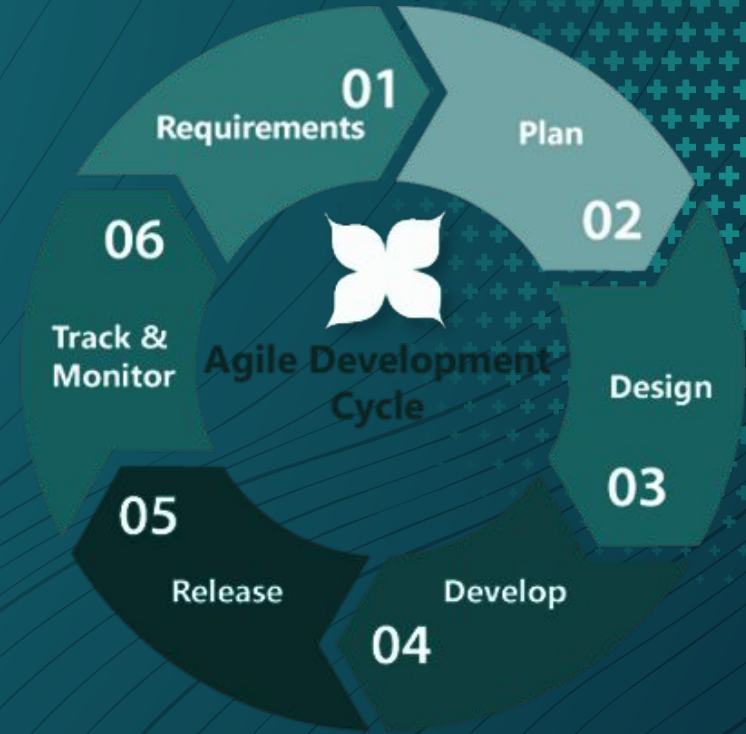 01
Requirements
Plan
02
Design
03
Develop
04
05
Release
06
Track &
Monitor
Agile Development
Cycle